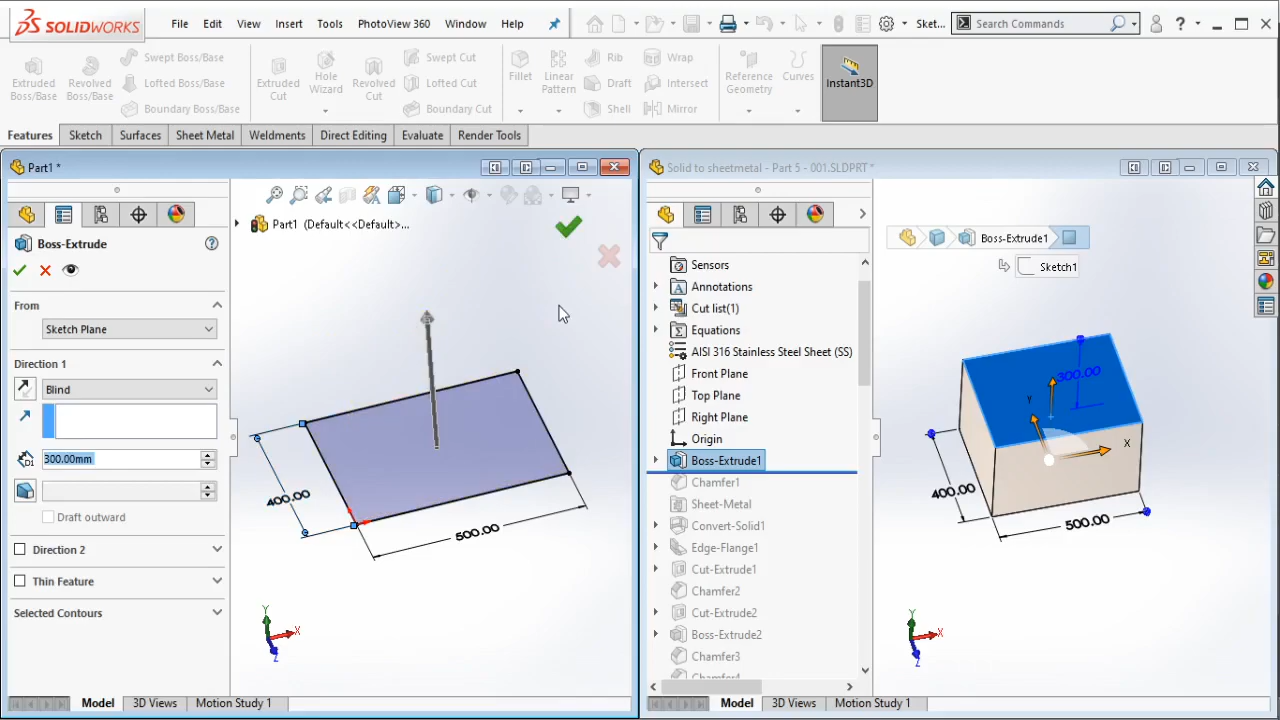 SOLIDWORKS File Edit View Insert Tools PhotoView 360 Window Help Sket... Search Commands ?
Extruded Boss/Base
Revolved Boss/Base
Swept Boss/Base
Lofted Boss/Base
Boundary Boss/Base
Extruded Cut
Hole Wizard
Revolved Cut
Swept Cut
Lofted Cut
Boundary Cut
Fillet
Linear Pattern
Rib
Draft
Shell
Wrap
Intersect
Mirror
Reference Geometry
Curves
Instant3D
Features Sketch Surfaces Sheet Metal Weldments Direct Editing Evaluate Render Tools
Part1 *
Part1 (Default<<Default>...
Boss-Extrude ?
From
Sketch Plane
Direction 1
Blind
D1 300.00mm
Draft outward
Direction 2
Thin Feature
Selected Contours
400.00
500.00
Y
X
Z
Model 3D Views Motion Study 1
Solid to sheetmetal - Part 5 - 001.SLDPRT *
Sensors
Annotations
Cut list(1)
Equations
AISI 316 Stainless Steel Sheet (SS)
Front Plane
Top Plane
Right Plane
Origin
Boss-Extrude1
Chamfer1
Sheet-Metal
Convert-Solid1
Edge-Flange1
Cut-Extrude1
Chamfer2
Cut-Extrude2
Boss-Extrude2
Chamfer3
Chamfer4
Boss-Extrude1
Sketch1
300.00
Y
X
400.00
500.00
Y
X
Z
Model 3D Views Motion Study 1